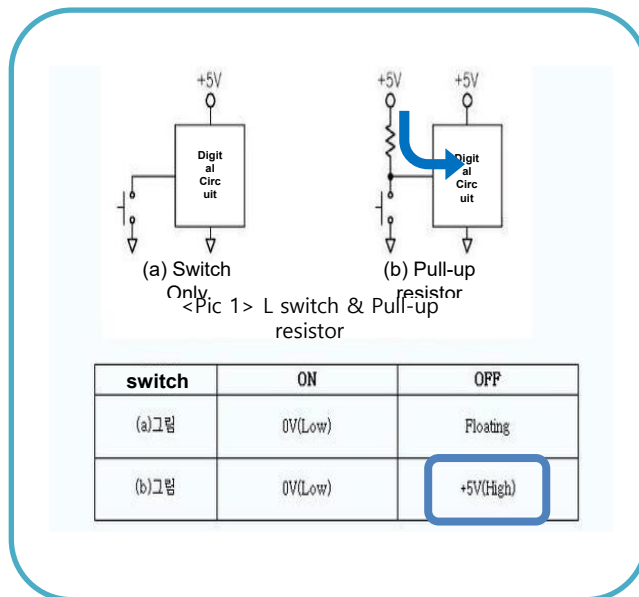 +5V
+5V
+5V
Digit
al
Circ
uit
Digit
al
Circ
uit
(a) Switch
Only
(b) Pull-up
resistor
<Pic 1> L switch & Pull-up
resistor
switch ON OFF
(a)그림 0V(Low) Floating
(b)그림 0V(Low) +5V(High)